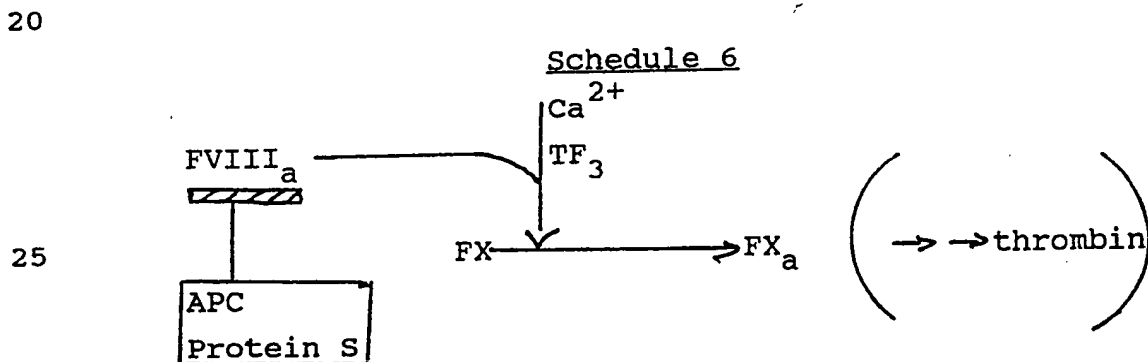 20
Schedule 6
Ca2+
FVIIIa
TF3
25
FX
FXa
→ → thrombin
APC
Protein S